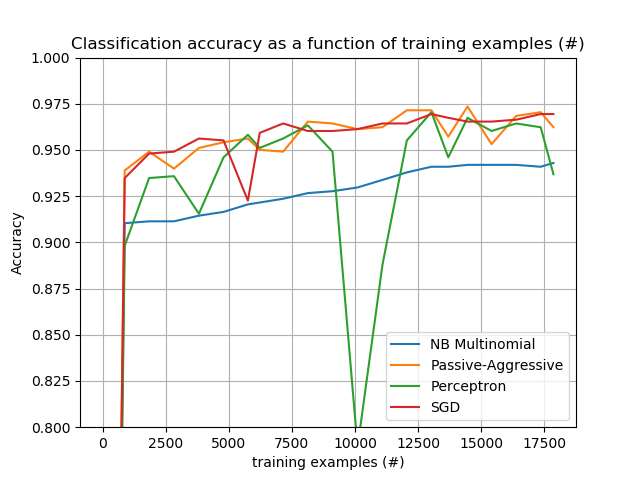 Classification accuracy as a function of training examples (#)
1.000
0.975
0.950
0.925
0.900
0.875
0.850
0.825
0.800
Accuracy
NB Multinomial
Passive-Aggressive
Perceptron
SGD
0 2500 5000 7500 10000 12500 15000 17500
training examples (#)